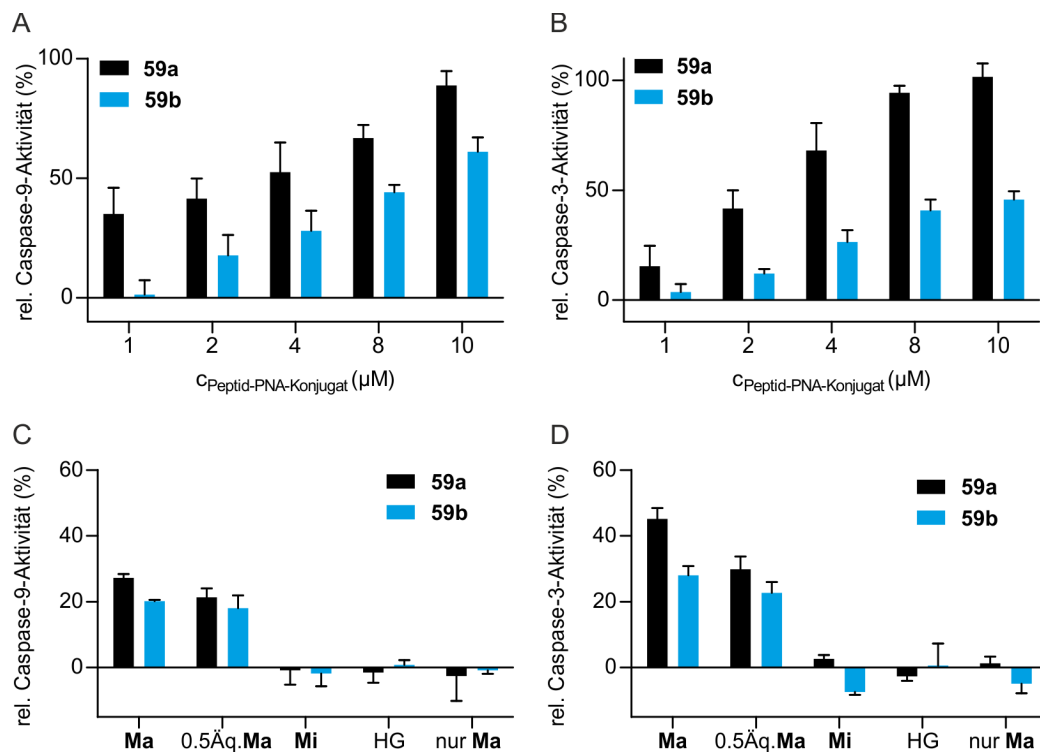 A
rel. Caspase-9-Aktivität (%)
100
50
0
59a
59b
1 2 4 8 10
cPeptid-PNA-Konjugat (µM)
B
rel. Caspase-3-Aktivität (%)
100
50
0
59a
59b
1 2 4 8 10
cPeptid-PNA-Konjugat (µM)
C
rel. Caspase-9-Aktivität (%)
60
40
20
0
59a
59b
Ma 0.5Äq.Ma Mi HG nur Ma
D
rel. Caspase-3-Aktivität (%)
60
40
20
0
59a
59b
Ma 0.5Äq.Ma Mi HG nur Ma